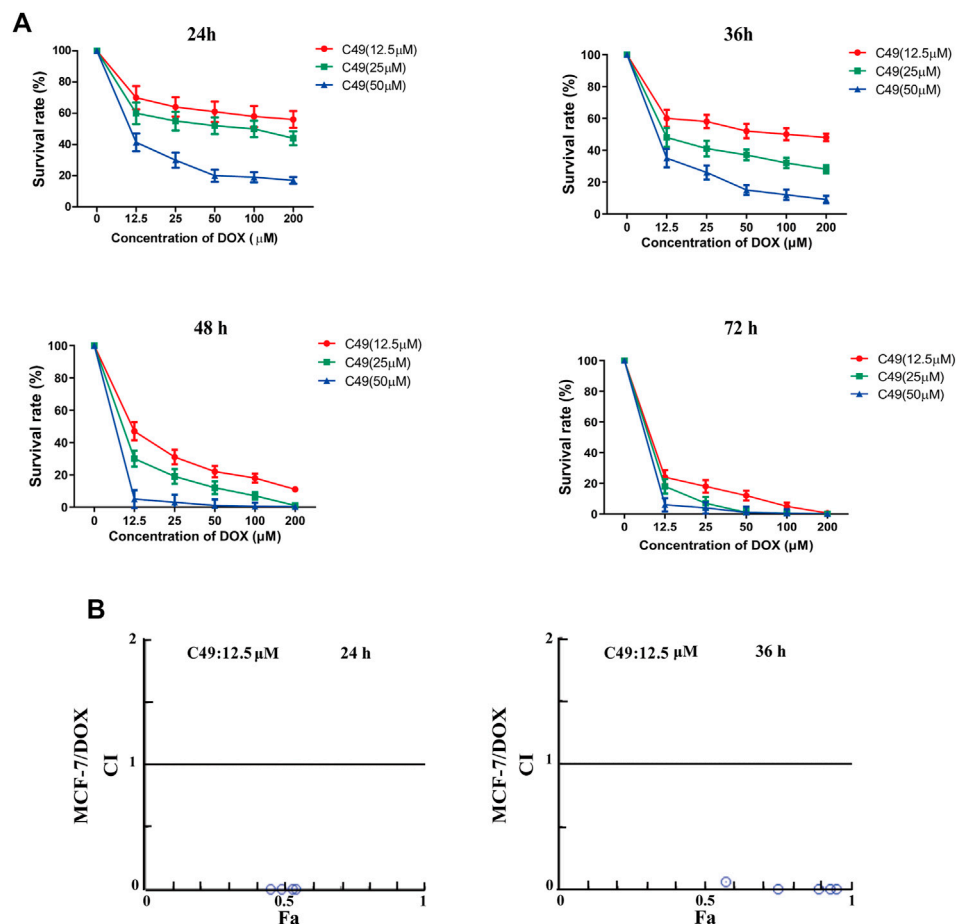 A
24h
C49(12.5μM)
C49(25μM)
C49(50μM)
Survival rate (%)
100
80
60
40
20
0
0 12.5 25 50 100 200
Concentration of DOX ( μM)
36h
C49(12.5μM)
C49(25μM)
C49(50μM)
Survival rate (%)
100
80
60
40
20
0
0 12.5 25 50 100 200
Concentration of DOX (μM)
48 h
C49(12.5μM)
C49(25μM)
C49(50μM)
Survival rate (%)
100
80
60
40
20
0
0 12.5 25 50 100 200
Concentration of DOX (μM)
72 h
C49(12.5μM)
C49(25μM)
C49(50μM)
Survival rate (%)
100
80
60
40
20
0
0 12.5 25 50 100 200
Concentration of DOX (μM)
B
C49:12.5 μM 24 h
MCF-7/DOX
CI
2
1
0
0 0.5 1
Fa
C49:12.5 μM 36 h
MCF-7/DOX
CI
2
1
0
0 0.5 1
Fa